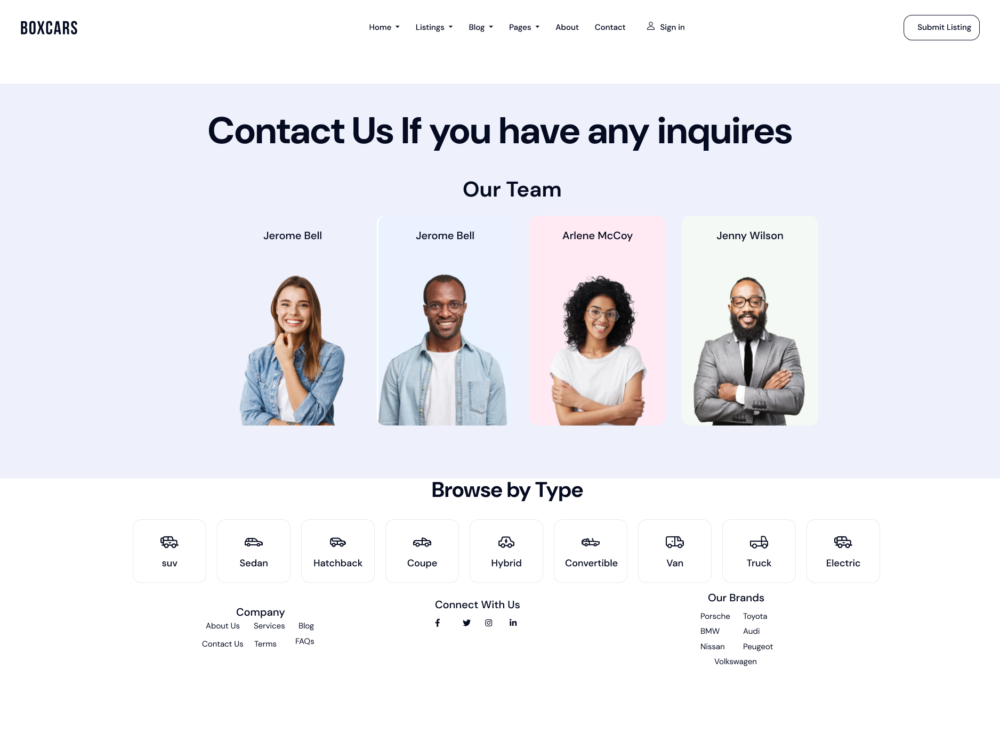 BOXCARS
Home Listings Blog Pages About Contact Sign in
Submit Listing
Contact Us If you have any inquires
Our Team
Jerome Bell
Jerome Bell
Arlene McCoy
Jenny Wilson
Browse by Type
suv
Sedan
Hatchback
Coupe
Hybrid
Convertible
Van
Truck
Electric
Company
About Us Services Blog
Contact Us Terms FAQs
Connect With Us
Our Brands
Porsche Toyota
BMW Audi
Nissan Peugeot
Volkswagen